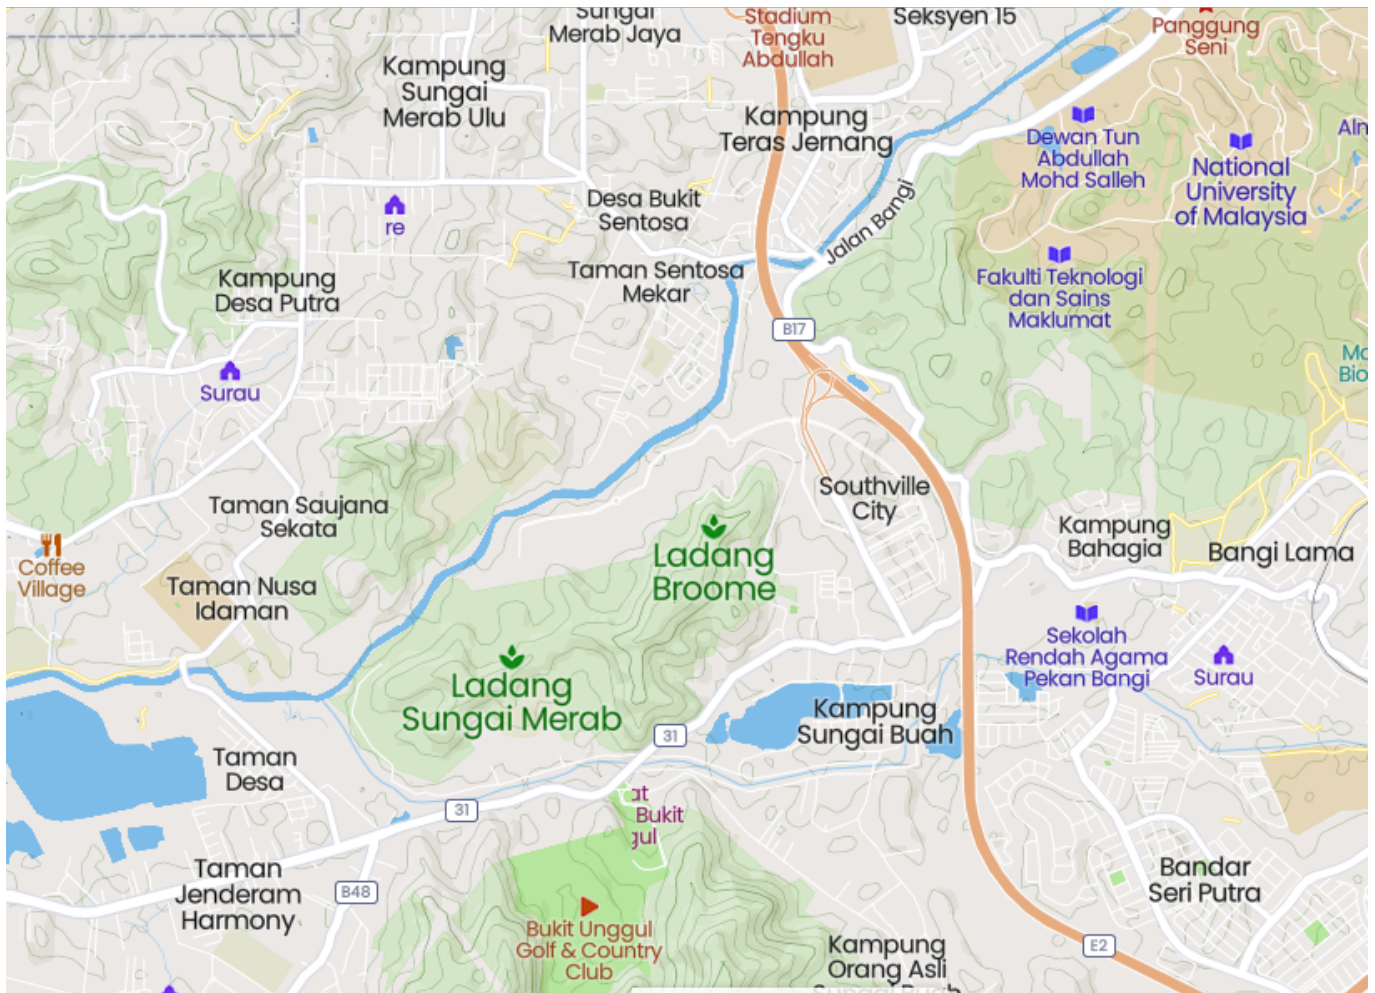 Sungai
Merab Jaya
Stadium
Tengku
Abdullah
Seksyen 15
Panggung
Seni
Kampung
Sungai
Merab Ulu
Kampung
Teras Jernang
Dewan Tun
Abdullah
Mohd Salleh
National
University
of Malaysia
re
Desa Bukit
Sentosa
Jalan Bangi
Taman Sentosa
Mekar
Fakulti Teknologi
dan Sains
Maklumat
Kampung
Desa Putra
B17
Surau
Taman Saujana
Sekata
Southville
City
Kampung
Bahagia
Bangi Lama
Coffee
Village
Ladang
Broome
Taman Nusa
Idaman
Sekolah
Rendah Agama
Pekan Bangi
Surau
Ladang
Sungai Merab
31
Kampung
Sungai Buah
Taman
Desa
31
at
Bukit
gul
Taman
Jenderam
Harmony
B48
Bandar
Seri Putra
Bukit Unggul
Golf & Country
Club
Kampung
Orang Asli
Sungai Buah
E2